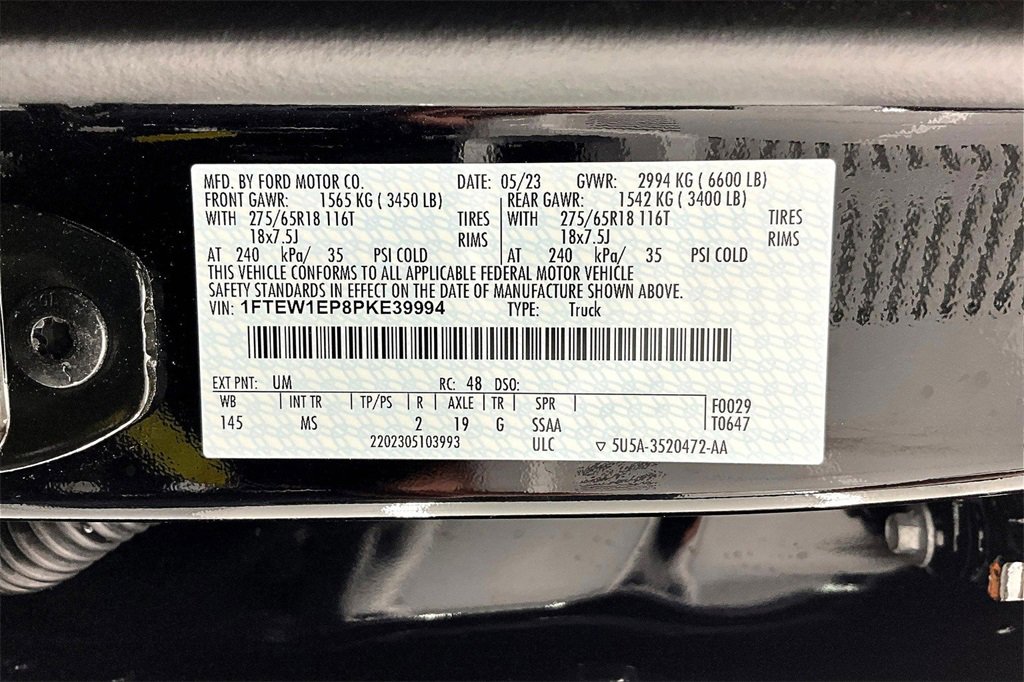 MFD. BY FORD MOTOR CO. DATE: 05/23 GVWR: 2994 KG ( 6600 LB)
FRONT GAWR: 1565 KG ( 3450 LB) REAR GAWR: 1542 KG ( 3400 LB)
WITH 275/65R18 116T TIRES WITH 275/65R18 116T TIRES
18x7.5J RIMS 18x7.5J RIMS
AT 240 kPa/ 35 PSI COLD AT 240 kPa/ 35 PSI COLD
THIS VEHICLE CONFORMS TO ALL APPLICABLE FEDERAL MOTOR VEHICLE
SAFETY STANDARDS IN EFFECT ON THE DATE OF MANUFACTURE SHOWN ABOVE.
VIN: 1FTEW1EP8PKE39994 TYPE: Truck
EXT PNT: UM RC: 48 DSO:
WB | INT TR | TP/PS | R | AXLE | TR | SPR | F0029
145 MS 2 19 G SSAA T0647
2202305103993 ULC ▽ 5U5A-3520472-AA